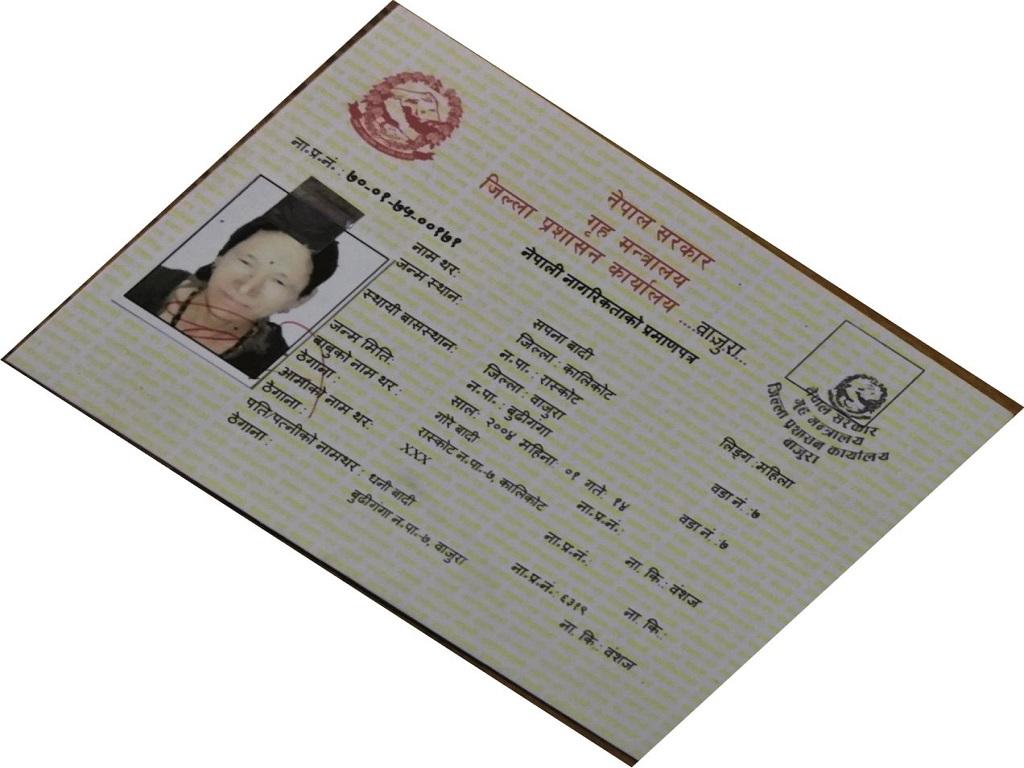 नेपाल सरकार
गृह मन्त्रालय
जिल्ला प्रशासन कार्यालय ....वाजुरा...
नेपाली नागरिकताको प्रमाणपत्र
ना.प्र.नं. : ७०-०१-७५-००१७१
नाम थर: सपना बादी लिङ्ग :महिला
जन्म स्थान: जिल्ला : कालिकोट
न.पा. : रास्कोट वडा नं :७
स्थायी बासस्थान: जिल्ला : वाजुरा
न.पा. : बुढीगंगा वडा नं :७
जन्म मिति: साल: २००४ महिना: ०१ गते: १४
बाबुको नाम थर : गोरे बादी ना.प्र.नं.:
ठेगाना : रास्कोट न.पा.-७, कालिकोट ना. कि.: वंशज
आमाको नाम थर: XXX ना.प्र.नं.:
ठेगाना : ना. कि.:
पति/पत्नीको नामथर : धनी बादी ना.प्र.नं.: ६३१९
ठेगाना : बुढीगंगा न.पा.-७, वाजुरा ना. कि.: वंशज
नेपाल सरकार
गृह मन्त्रालय
जिल्ला प्रशासन कार्यालय
बाजुरा